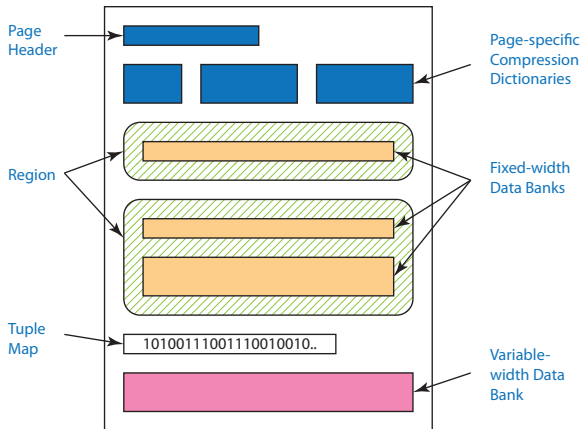 Page
Header
Page-specific
Compression
Dictionaries
Region
Fixed-width
Data Banks
Tuple
Map
10100111001110010010..
Variable-
width Data
Bank